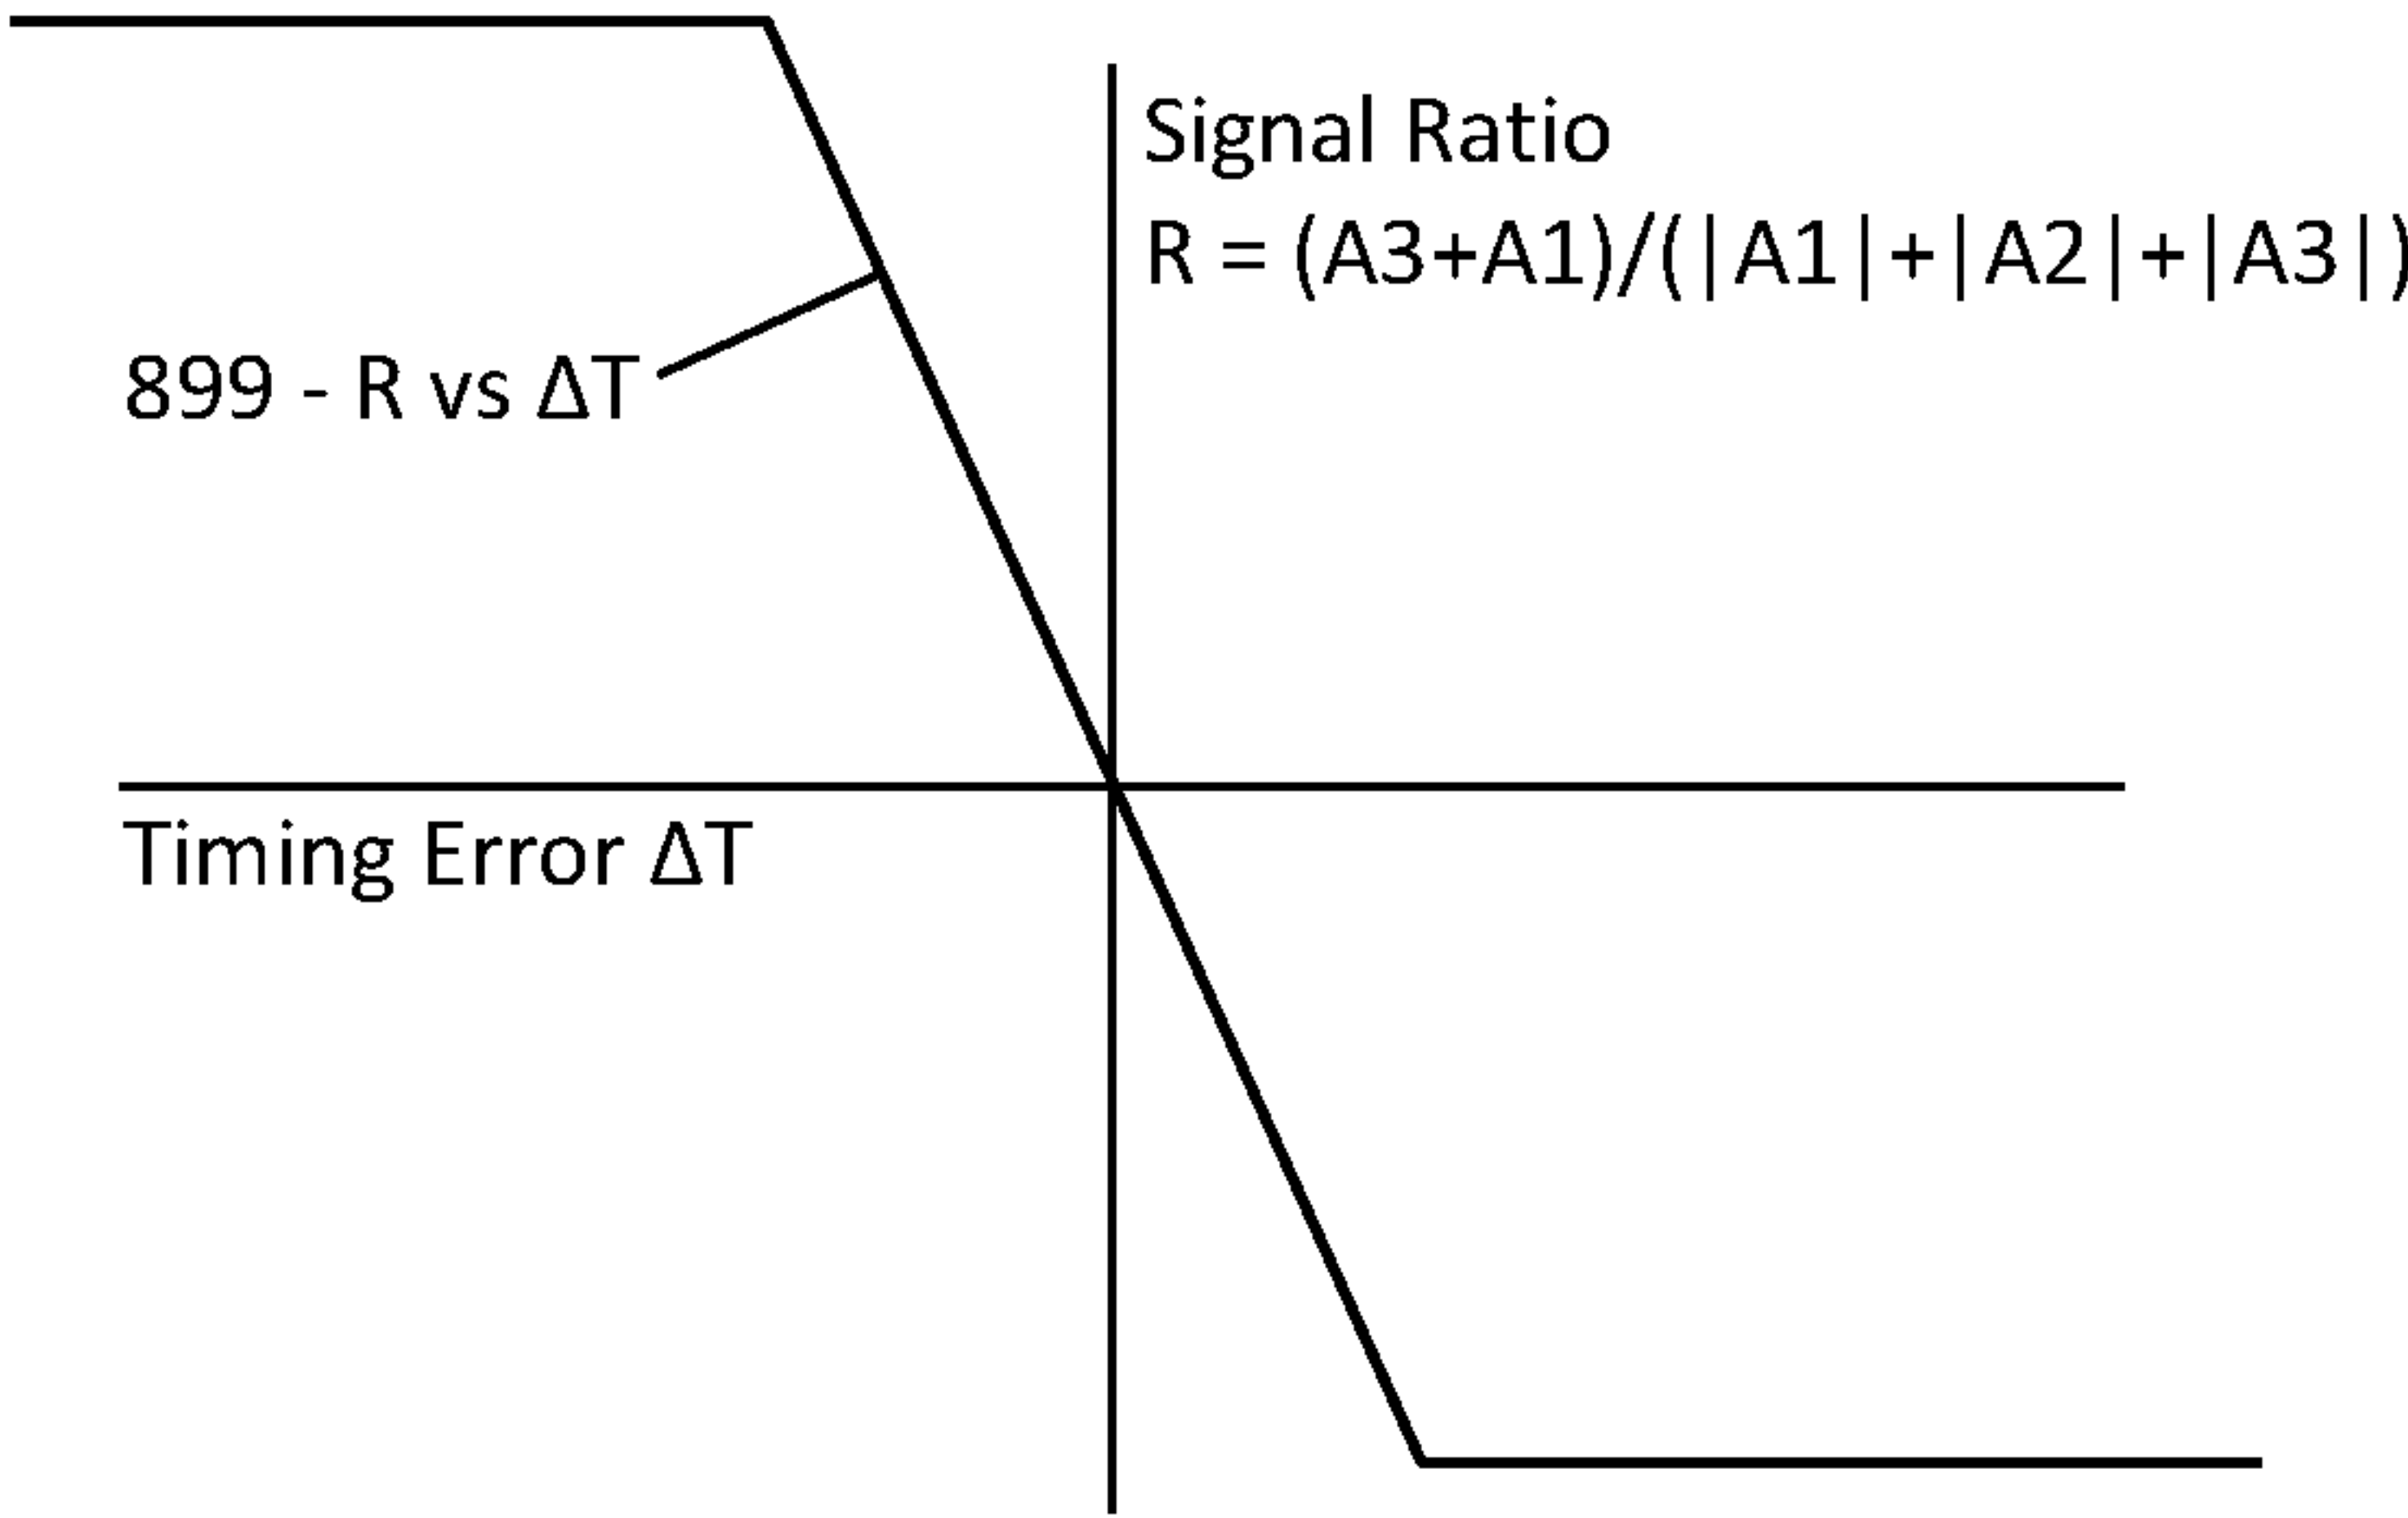 Signal Ratio
R = (A3+A1)/(|A1|+|A2|+|A3|)
899 - R vs ΔT
Timing Error ΔT